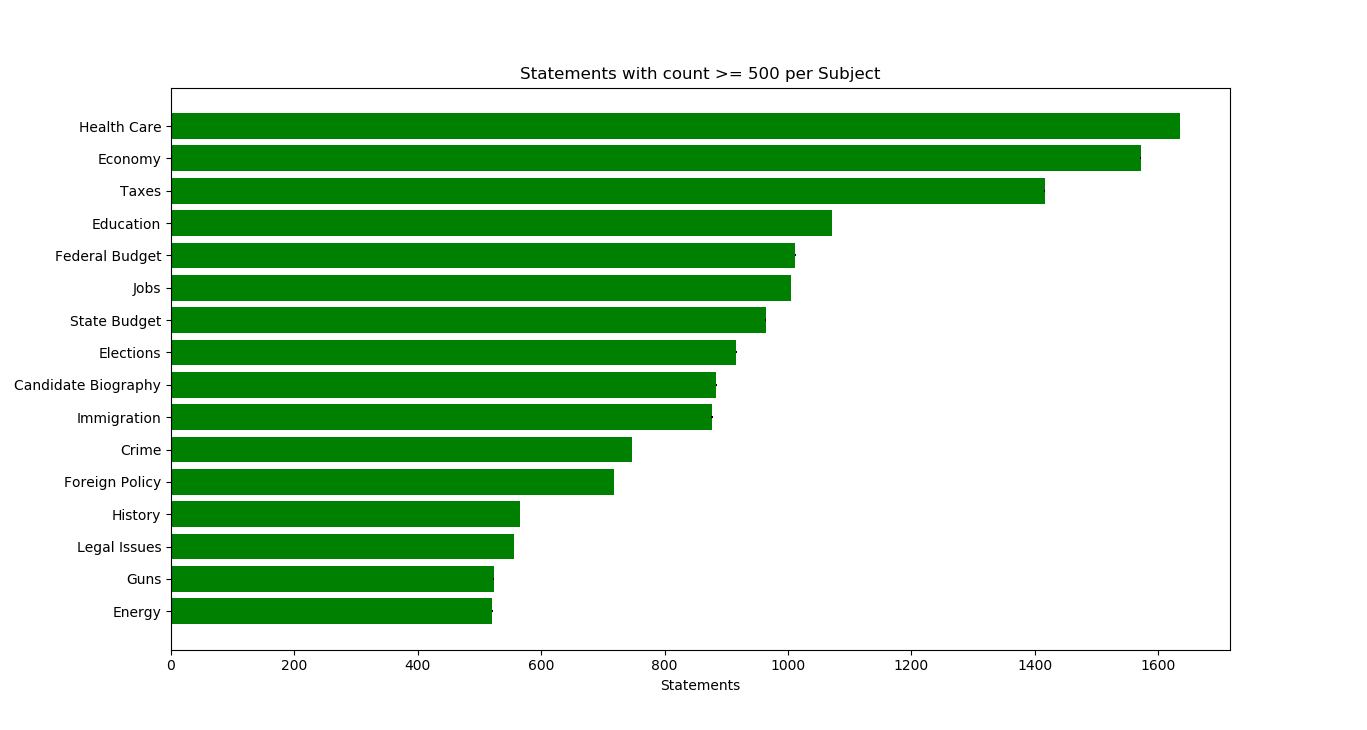 Statements with count >= 500 per Subject
Health Care
Economy
Taxes
Education
Federal Budget
Jobs
State Budget
Elections
Candidate Biography
Immigration
Crime
Foreign Policy
History
Legal Issues
Guns
Energy
0 200 400 600 800 1000 1200 1400 1600
Statements